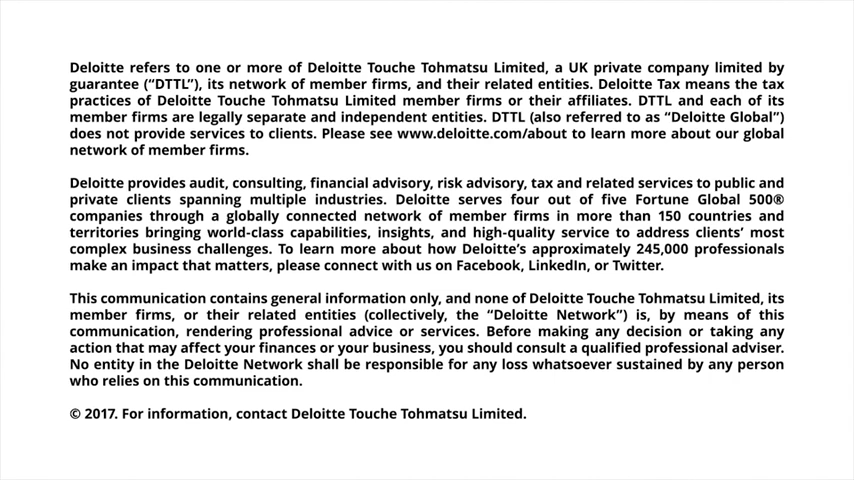 Deloitte refers to one or more of Deloitte Touche Tohmatsu Limited, a UK private company limited by
guarantee (“DTTL”), its network of member firms, and their related entities. Deloitte Tax means the tax
practices of Deloitte Touche Tohmatsu Limited member firms or their affiliates. DTTL and each of its
member firms are legally separate and independent entities. DTTL (also referred to as “Deloitte Global”)
does not provide services to clients. Please see www.deloitte.com/about to learn more about our global
network of member firms.
Deloitte provides audit, consulting, financial advisory, risk advisory, tax and related services to public and
private clients spanning multiple industries. Deloitte serves four out of five Fortune Global 500®
companies through a globally connected network of member firms in more than 150 countries and
territories bringing world-class capabilities, insights, and high-quality service to address clients’ most
complex business challenges. To learn more about how Deloitte’s approximately 245,000 professionals
make an impact that matters, please connect with us on Facebook, LinkedIn, or Twitter.
This communication contains general information only, and none of Deloitte Touche Tohmatsu Limited, its
member firms, or their related entities (collectively, the “Deloitte Network”) is, by means of this
communication, rendering professional advice or services. Before making any decision or taking any
action that may affect your finances or your business, you should consult a qualified professional adviser.
No entity in the Deloitte Network shall be responsible for any loss whatsoever sustained by any person
who relies on this communication.
© 2017. For information, contact Deloitte Touche Tohmatsu Limited.